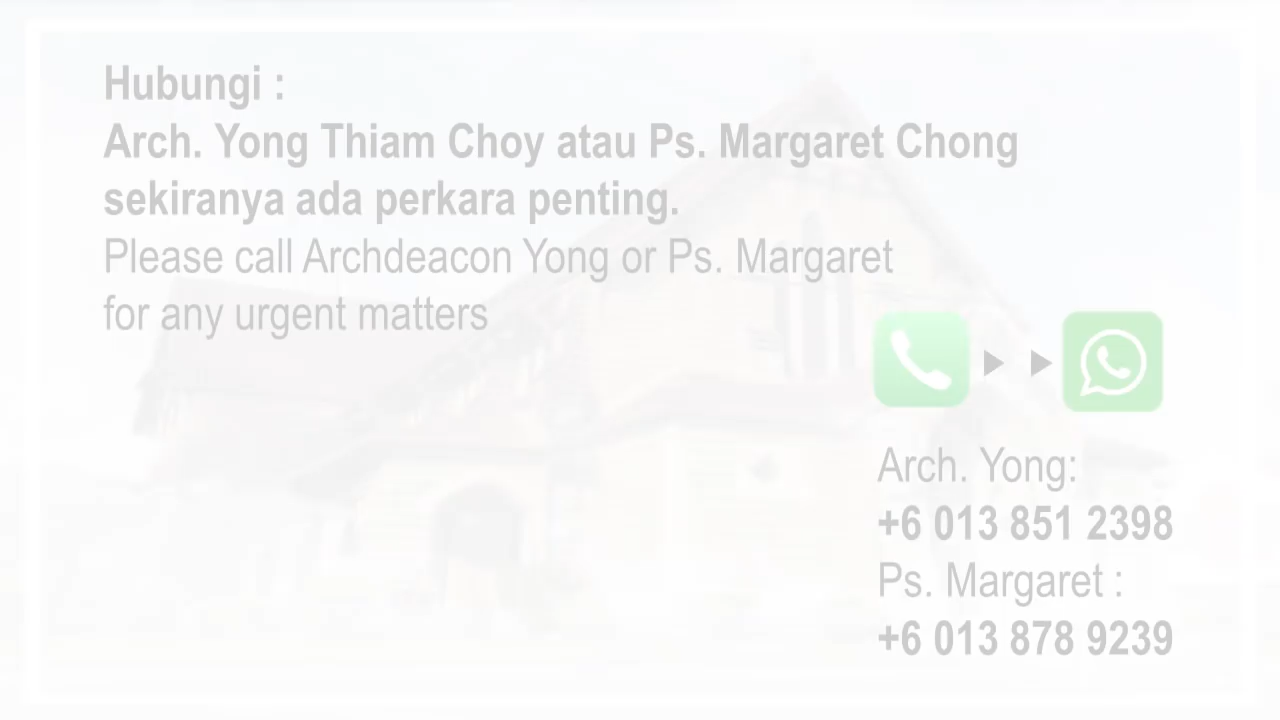 Hubungi :
Arch. Yong Thiam Choy atau Ps. Margaret Chong
sekiranya ada perkara penting.
Please call Archdeacon Yong or Ps. Margaret
for any urgent matters
Arch. Yong:
+6 013 851 2398
Ps. Margaret :
+6 013 878 9239